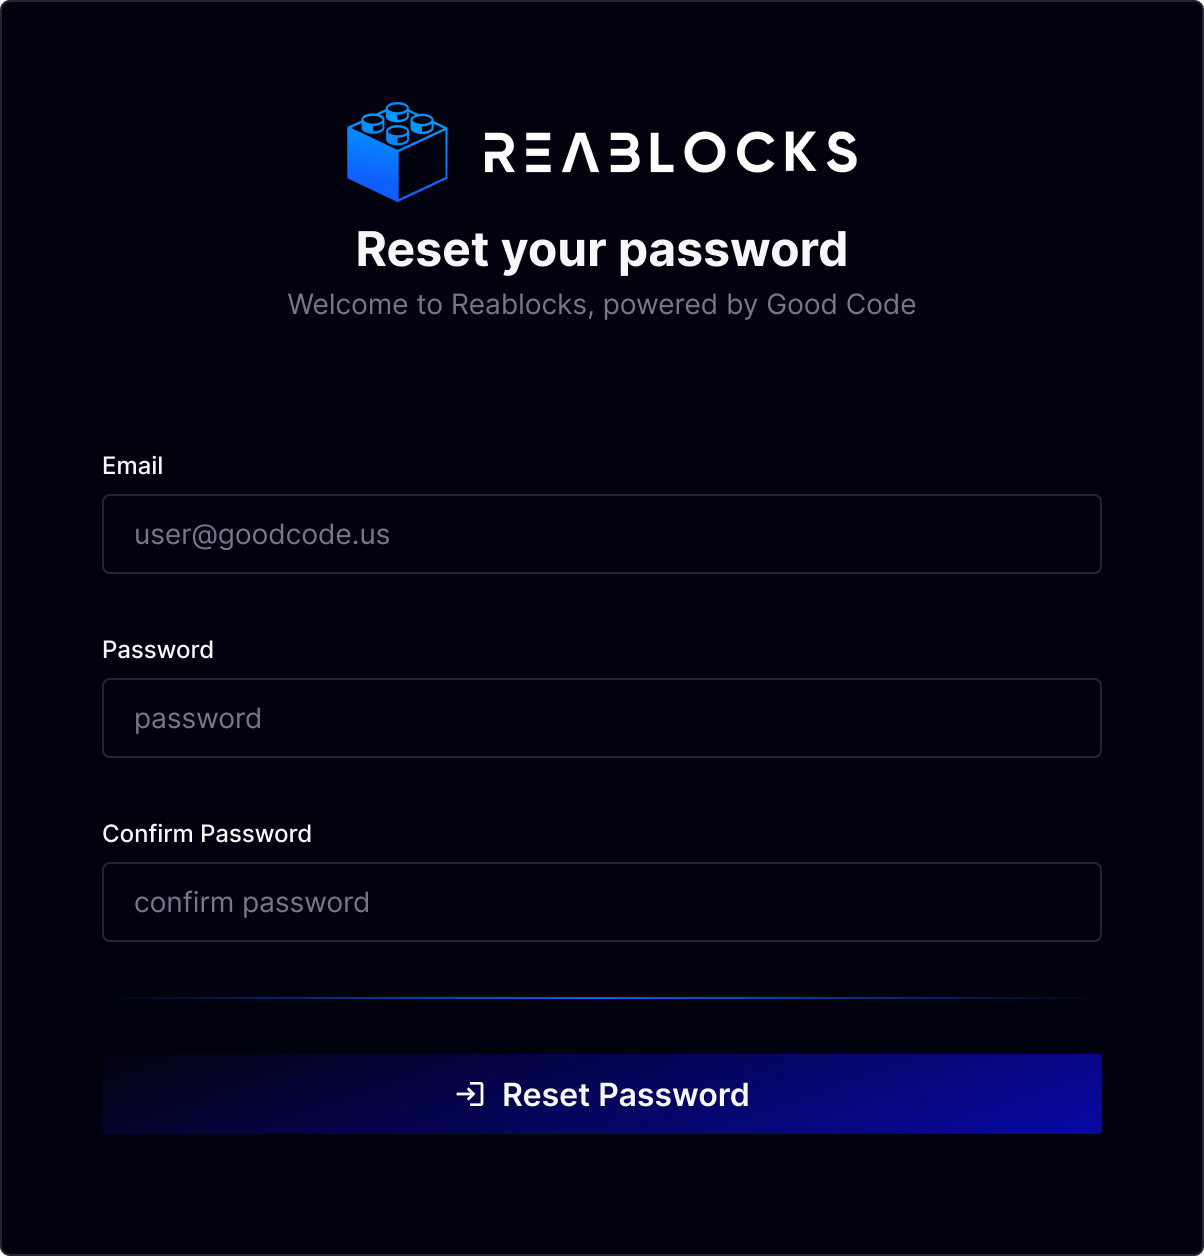 REABLOCKS
Reset your password
Welcome to Reablocks, powered by Good Code
Email
user@goodcode.us
Password
password
Confirm Password
confirm password
Reset Password